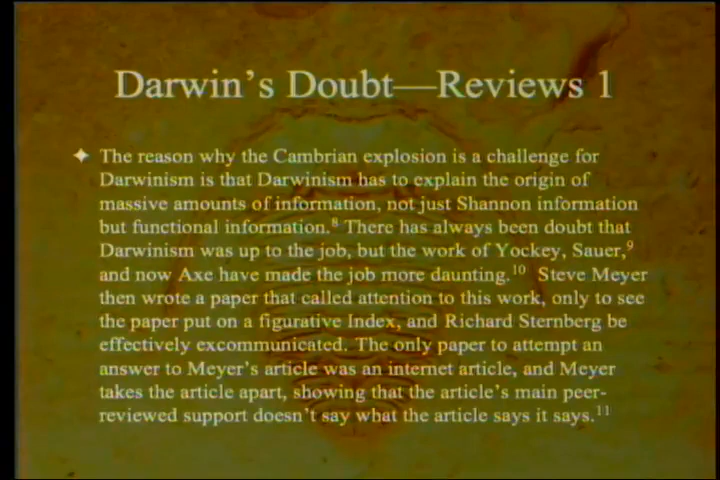 Darwin's Doubt—Reviews 1
The reason why the Cambrian explosion is a challenge for
Darwinism is that Darwinism has to explain the origin of
massive amounts of information, not just Shannon information
but functional information.⁸ There has always been doubt that
Darwinism was up to the job, but the work of Yockey, Sauer,⁹
and now Axe have made the job more daunting.¹⁰ Steve Meyer
then wrote a paper that called attention to this work, only to see
the paper put on a figurative Index, and Richard Sternberg be
effectively excommunicated. The only paper to attempt an
answer to Meyer's article was an internet article, and Meyer
takes the article apart, showing that the article's main peer-
reviewed support doesn't say what the article says it says.¹¹